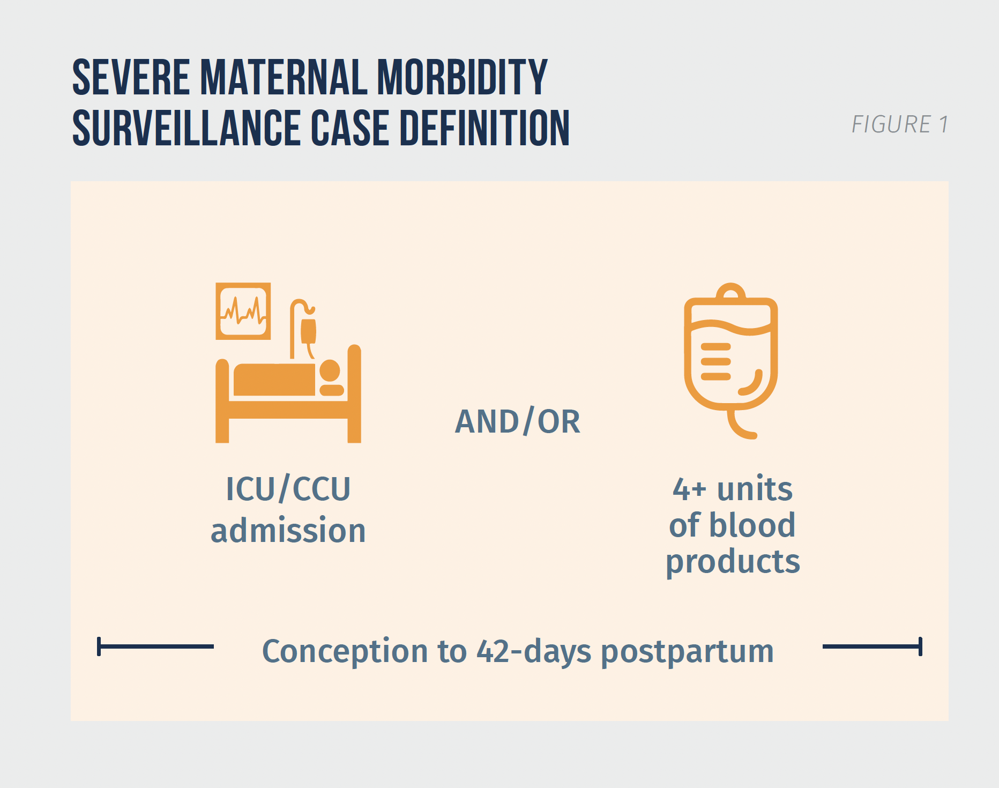 SEVERE MATERNAL MORBIDITY
SURVEILLANCE CASE DEFINITION
FIGURE 1
ICU/CCU
admission
AND/OR
4+ units
of blood
products
Conception to 42-days postpartum